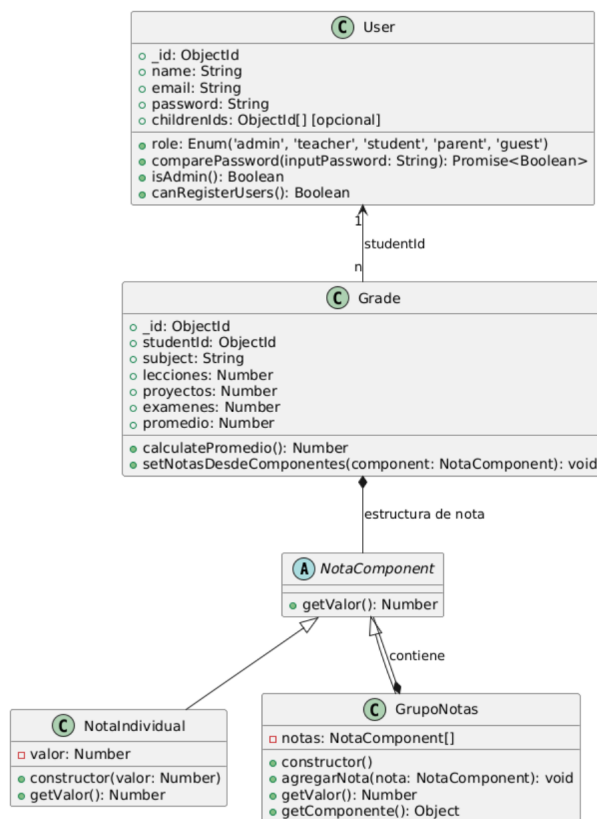 C User
_id: ObjectId
name: String
email: String
password: String
childrenIds: ObjectId[] [opcional]
role: Enum('admin', 'teacher', 'student', 'parent', 'guest')
comparePassword(inputPassword: String): Promise<Boolean>
isAdmin(): Boolean
canRegisterUsers(): Boolean
1
studentId
n
C Grade
_id: ObjectId
studentId: ObjectId
subject: String
lecciones: Number
proyectos: Number
examenes: Number
promedio: Number
calculatePromedio(): Number
setNotasDesdeComponentes(component: NotaComponent): void
estructura de nota
A NotaComponent
getValor(): Number
contiene
C NotaIndividual
valor: Number
constructor(valor: Number)
getValor(): Number
C GrupoNotas
notas: NotaComponent[]
constructor()
agregarNota(nota: NotaComponent): void
getValor(): Number
getComponente(): Object